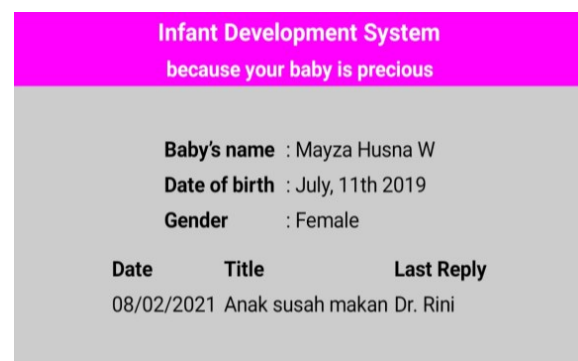 Infant Development System
because your baby is precious
Baby's name : Mayza Husna W
Date of birth : July, 11th 2019
Gender : Female
Date Title Last Reply
08/02/2021 Anak susah makan Dr. Rini